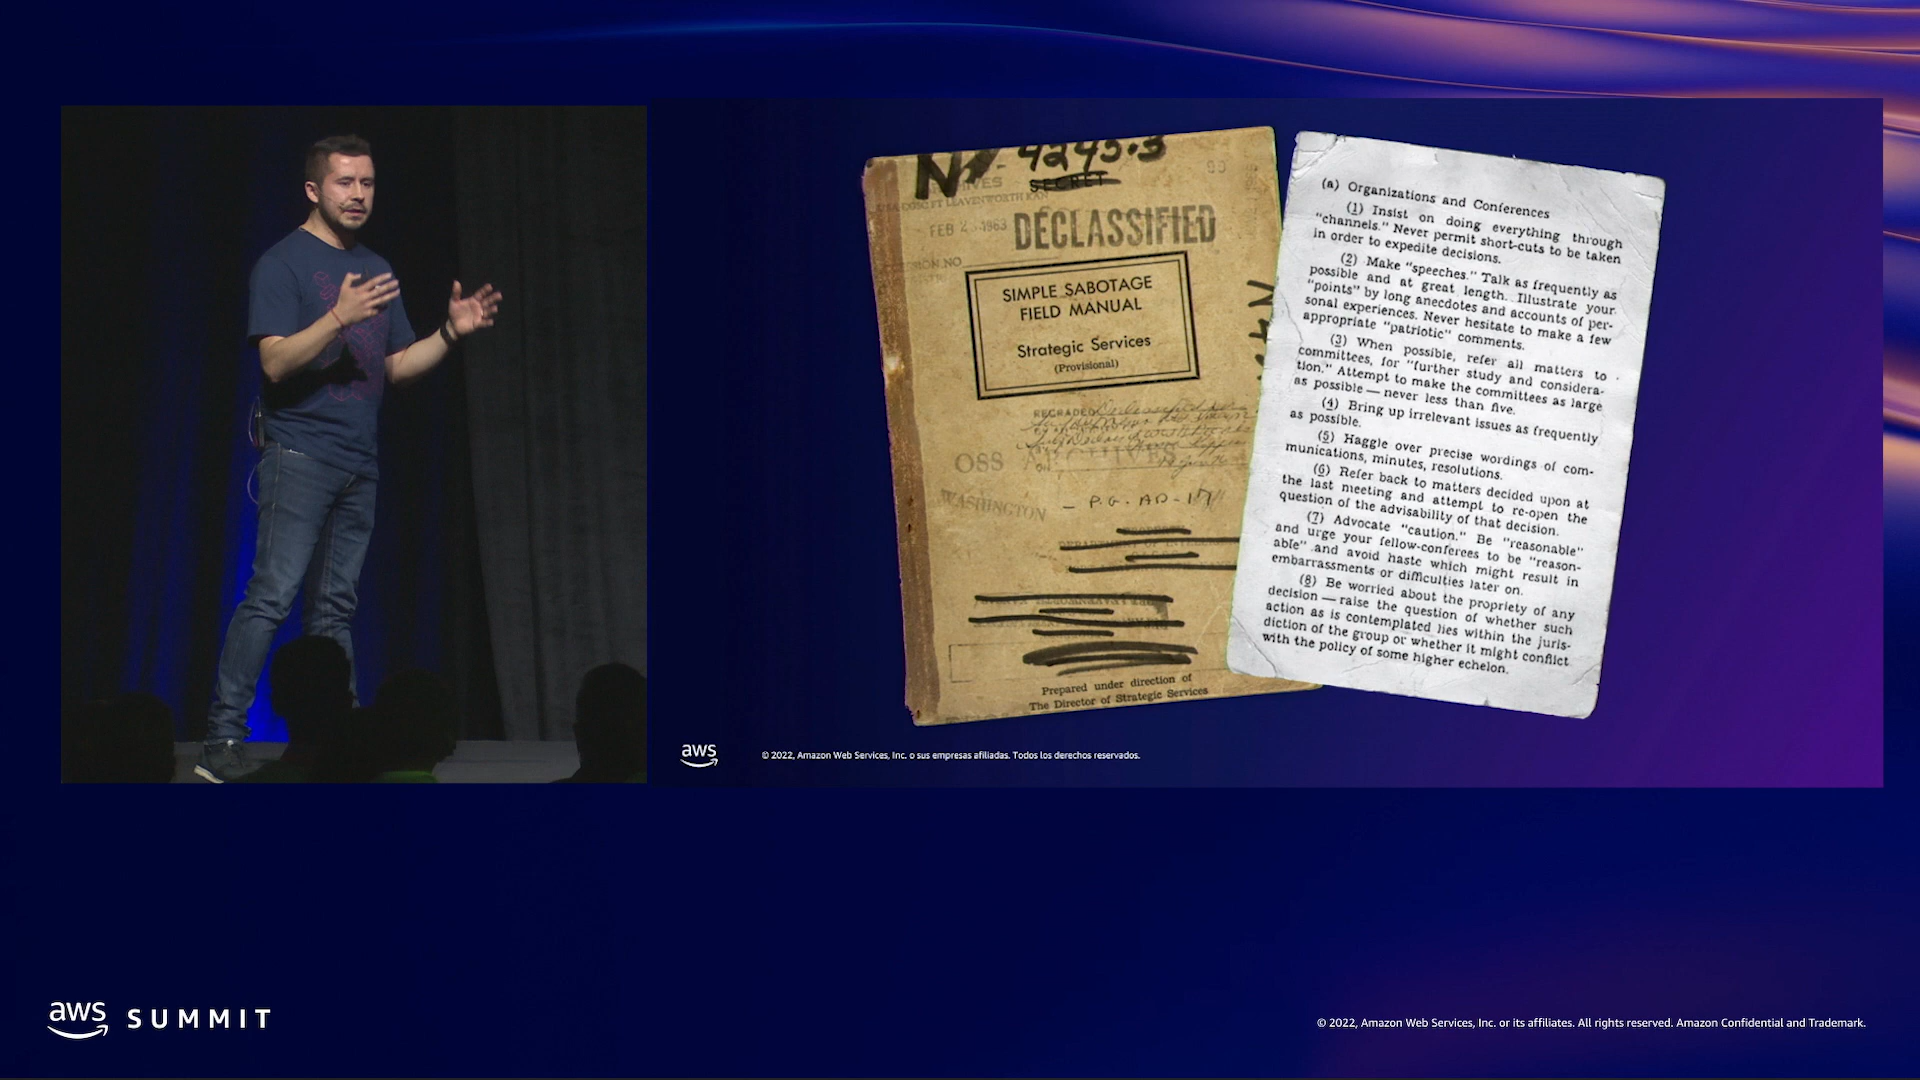 N° 4245.3
SECRET
99
FEB 2 1963
DECLASSIFIED
SIMPLE SABOTAGE
FIELD MANUAL
Strategic Services
(Provisional)
REGRADED
OSS ARCHIVES
WASHINGTON
— P.G. AD-17
Prepared under direction of
The Director of Strategic Services
(a) Organizations and Conferences
(1) Insist on doing everything through
"channels." Never permit short-cuts to be taken
in order to expedite decisions.
(2) Make "speeches." Talk as frequently as
possible and at great length. Illustrate your
"points" by long anecdotes and accounts of per-
sonal experiences. Never hesitate to make a few
appropriate "patriotic" comments.
(3) When possible, refer all matters to
committees, for "further study and considera-
tion." Attempt to make the committees as large
as possible — never less than five.
(4) Bring up irrelevant issues as frequently
as possible.
(5) Haggle over precise wordings of com-
munications, minutes, resolutions.
(6) Refer back to matters decided upon at
the last meeting and attempt to re-open the
question of the advisability of that decision.
(7) Advocate "caution." Be "reasonable"
and urge your fellow-conferees to be "reason-
able" and avoid haste which might result in
embarrassments or difficulties later on.
(8) Be worried about the propriety of any
decision — raise the question of whether such
action as is contemplated lies within the juris-
diction of the group or whether it might conflict
with the policy of some higher echelon.
aws
© 2022, Amazon Web Services, Inc. o sus empresas afiliadas. Todos los derechos reservados.
aws SUMMIT
© 2022, Amazon Web Services, Inc. or its affiliates. All rights reserved. Amazon Confidential and Trademark.